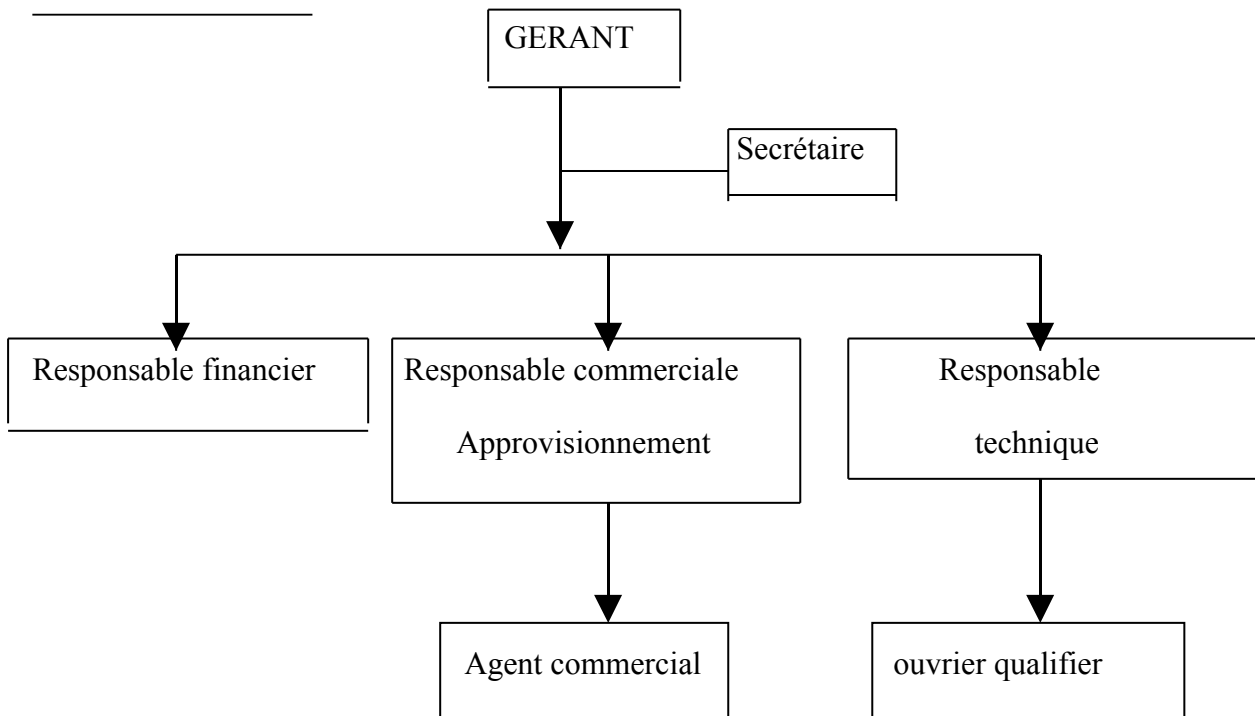 GERANT
Secrétaire
Responsable financier
Responsable commerciale
Approvisionnement
Responsable
technique
Agent commercial
ouvrier qualifier